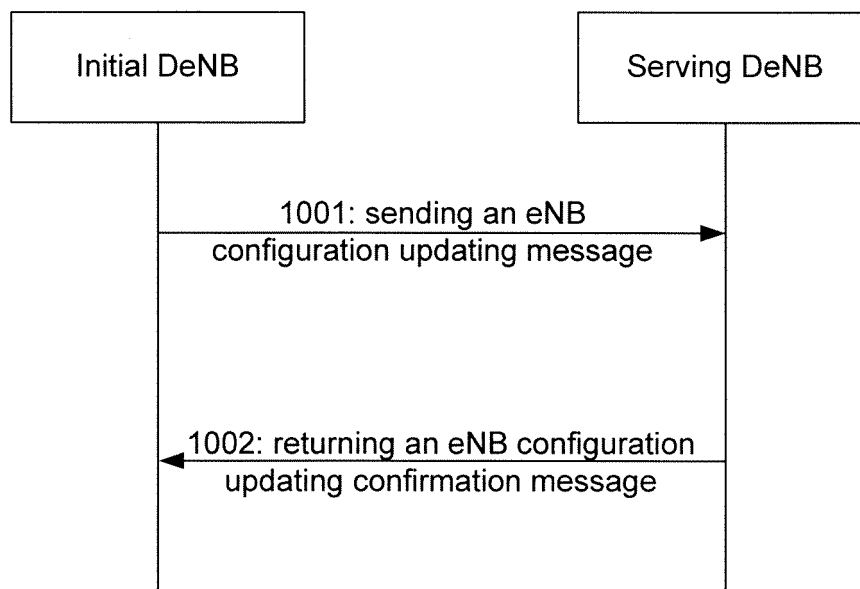 Initial DeNB
Serving DeNB
1001: sending an eNB
configuration updating message
1002: returning an eNB configuration
updating confirmation message